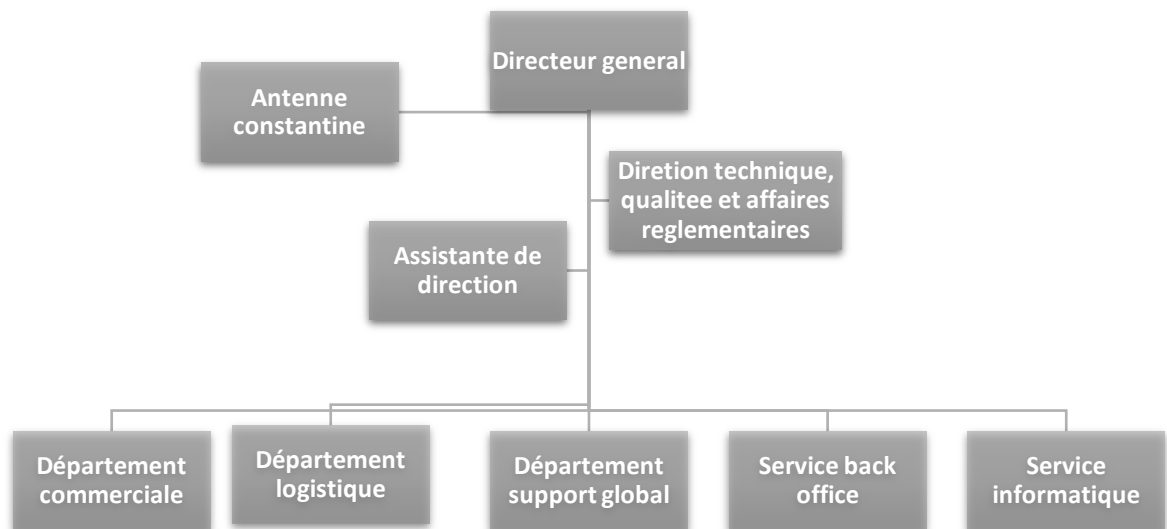 Directeur general
Antenne
constantine
Diretion technique,
qualitee et affaires
reglementaires
Assistante de
direction
Département
commerciale
Département
logistique
Département
support global
Service back
office
Service
informatique